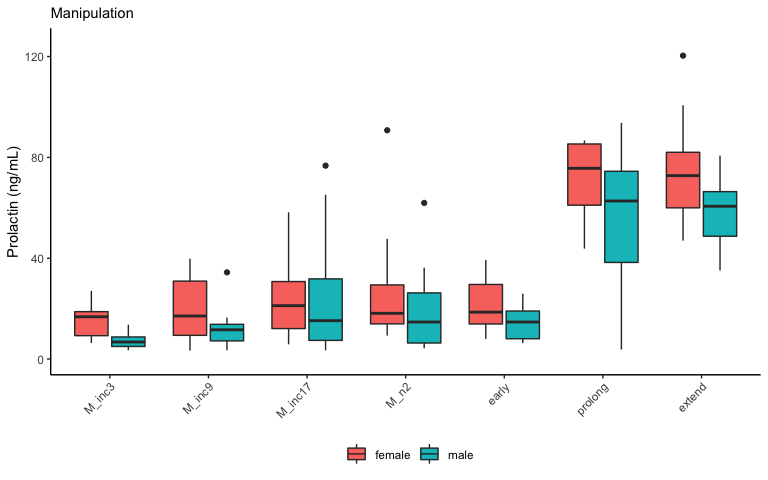 Manipulation
Prolactin (ng/mL)
120
80
40
0
M_inc3
M_inc9
M_inc17
M_n2
early
prolong
extend
female
male